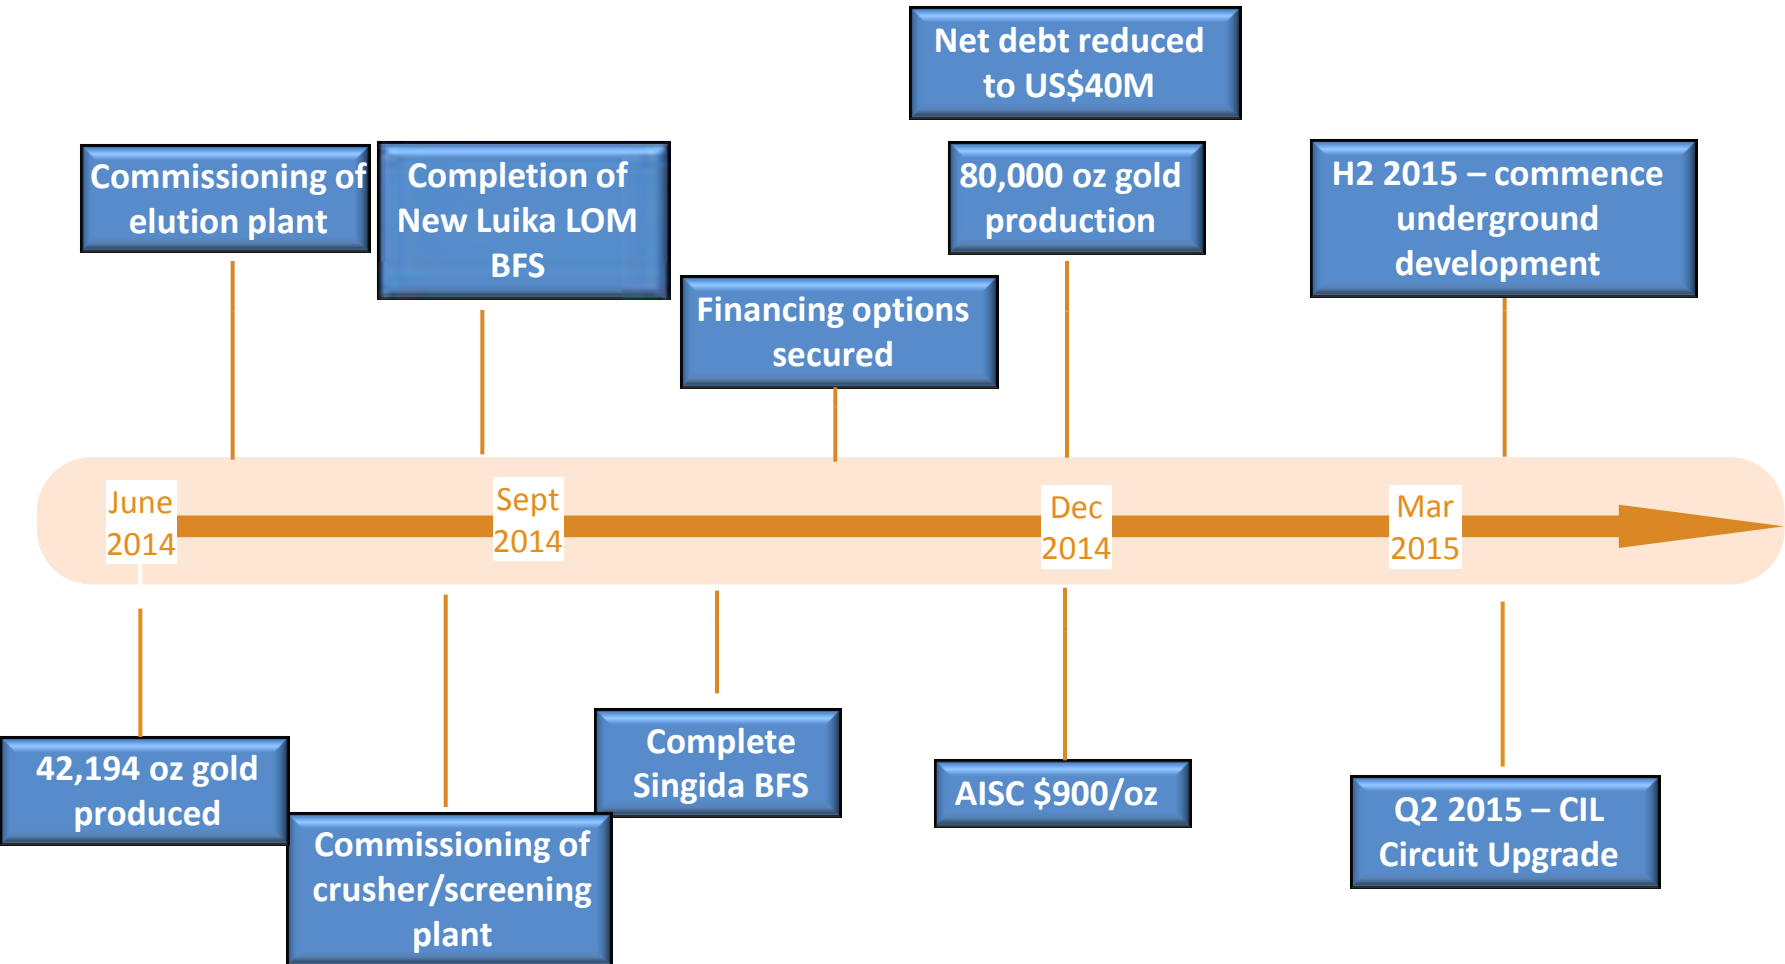 Net debt reduced
to US$40M
Commissioning of
elution plant
Completion of
New Luika LOM
BFS
Financing options
secured
80,000 oz gold
production
H2 2015 – commence
underground
development
June
2014
Sept
2014
Dec
2014
Mar
2015
42,194 oz gold
produced
Commissioning of
crusher/screening
plant
Complete
Singida BFS
AISC $900/oz
Q2 2015 – CIL
Circuit Upgrade